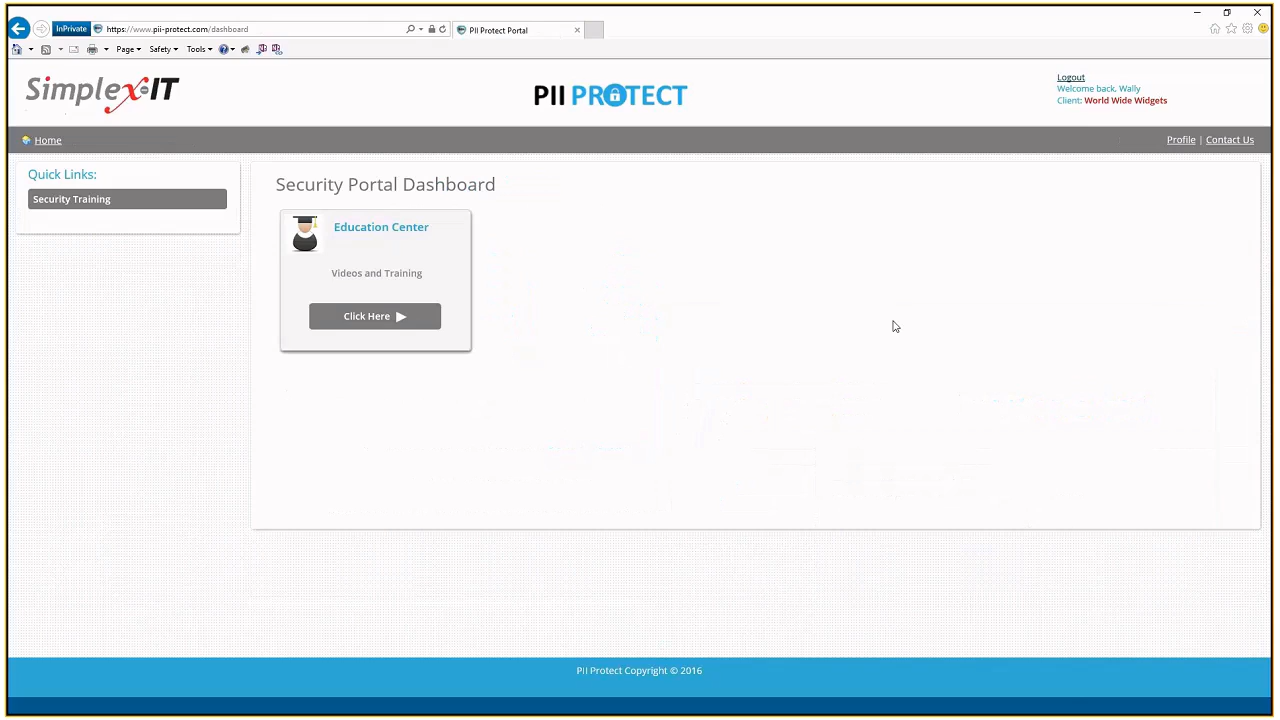 InPrivate
https://www.pii-protect.com/dashboard
PII Protect Portal
Page
Safety
Tools
Simplex-IT
PII PROTECT
Logout
Welcome back, Wally
Client: World Wide Widgets
Home
Profile | Contact Us
Quick Links:
Security Training
Security Portal Dashboard
Education Center
Videos and Training
Click Here
PII Protect Copyright © 2016